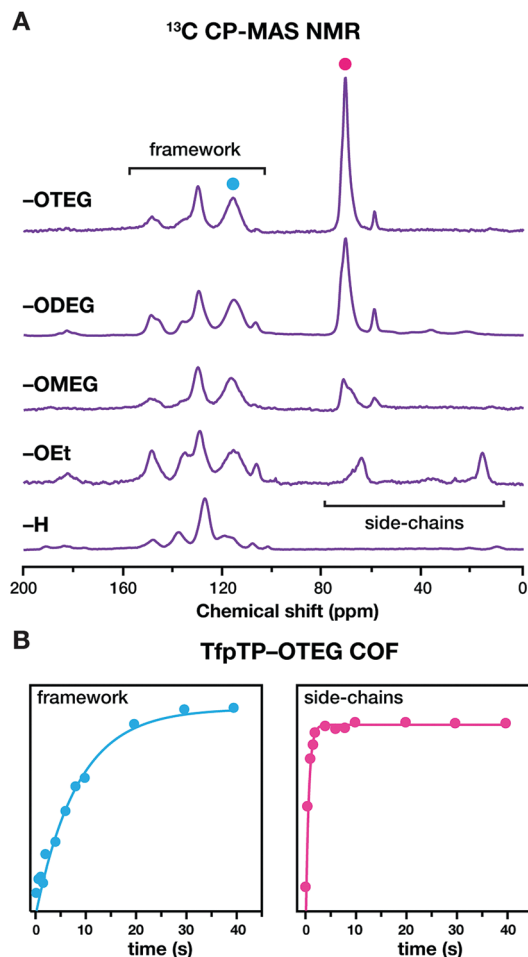 A
¹³C CP-MAS NMR
framework
–OTEG
–ODEG
–OMEG
–OEt
–H
side-chains
200 160 120 80 40 0
Chemical shift (ppm)
B
TfpTP–OTEG COF
framework
side-chains
0 10 20 30 40
0 10 20 30 40
time (s)
time (s)